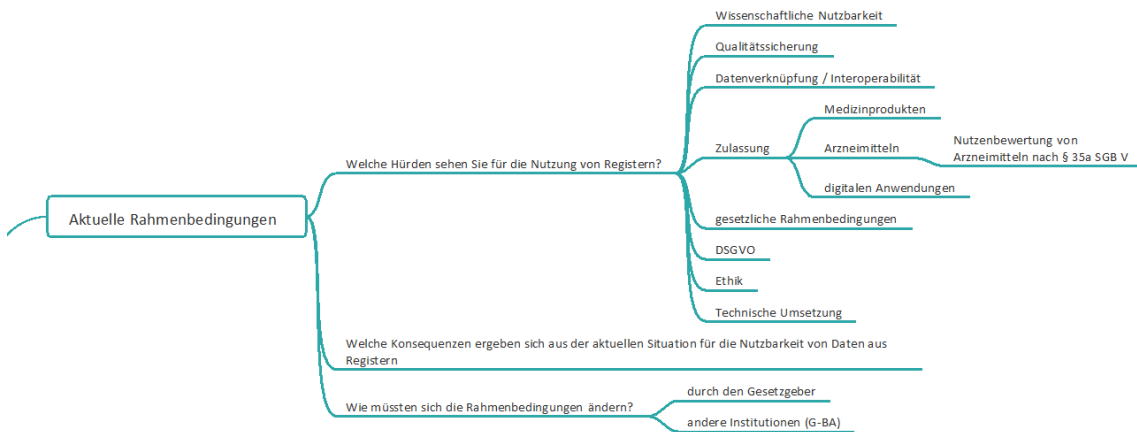 Aktuelle Rahmenbedingungen
Welche Hürden sehen Sie für die Nutzung von Registern?
Wissenschaftliche Nutzbarkeit
Qualitätssicherung
Datenverknüpfung / Interoperabilität
Zulassung
Medizinprodukten
Arzneimitteln
Nutzenbewertung von
Arzneimitteln nach § 35a SGB V
digitalen Anwendungen
gesetzliche Rahmenbedingungen
DSGVO
Ethik
Technische Umsetzung
Welche Konsequenzen ergeben sich aus der aktuellen Situation für die Nutzbarkeit von Daten aus
Registern
Wie müssten sich die Rahmenbedingungen ändern?
durch den Gesetzgeber
andere Institutionen (G-BA)